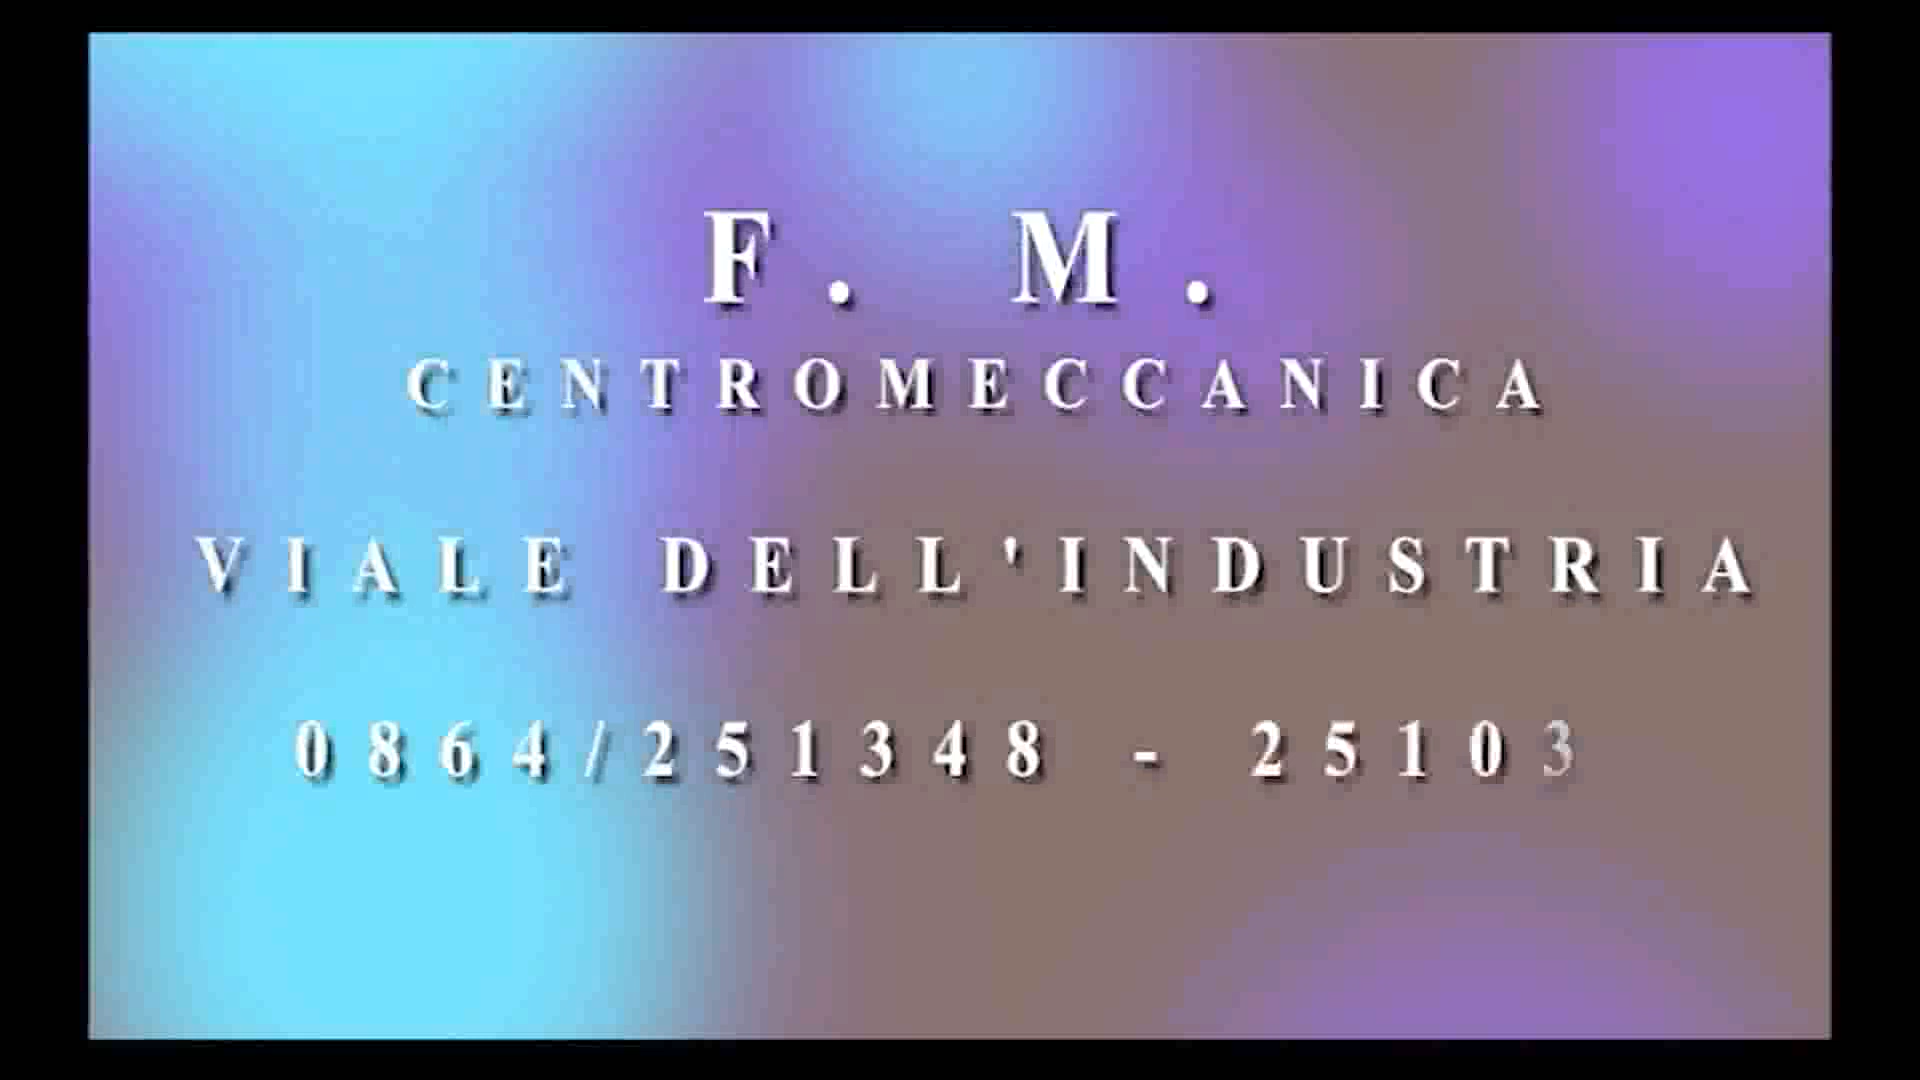 F. M.
CENTROMECCANICA
VIALE DELL'INDUSTRIA
0864/251348 - 25103